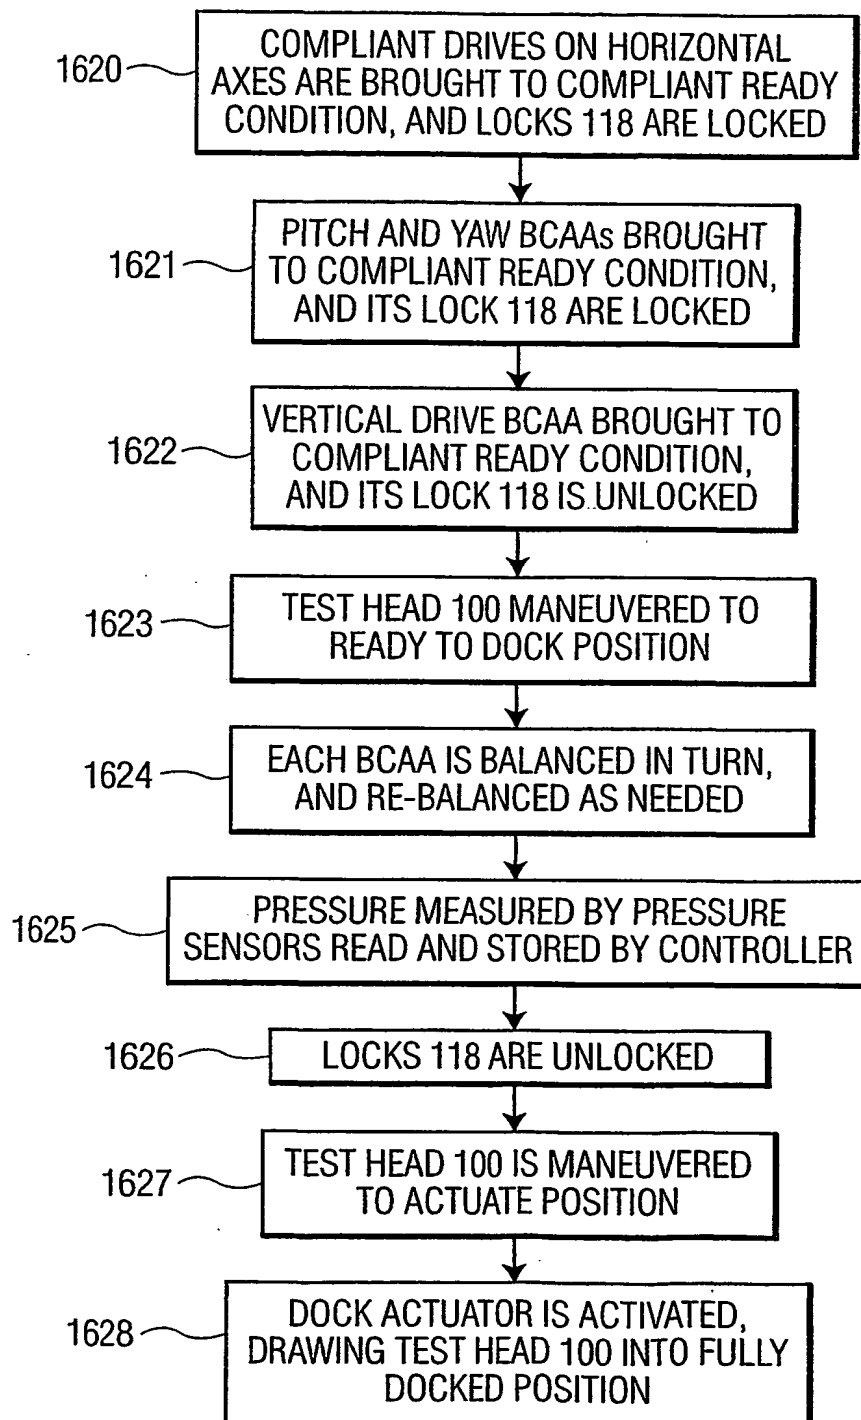 1620
COMPLIANT DRIVES ON HORIZONTAL
AXES ARE BROUGHT TO COMPLIANT READY
CONDITION, AND LOCKS 118 ARE LOCKED
1621
PITCH AND YAW BCAAs BROUGHT
TO COMPLIANT READY CONDITION,
AND ITS LOCK 118 ARE LOCKED
1622
VERTICAL DRIVE BCAA BROUGHT TO
COMPLIANT READY CONDITION,
AND ITS LOCK 118 IS UNLOCKED
1623
TEST HEAD 100 MANEUVERED TO
READY TO DOCK POSITION
1624
EACH BCAA IS BALANCED IN TURN,
AND RE-BALANCED AS NEEDED
1625
PRESSURE MEASURED BY PRESSURE
SENSORS READ AND STORED BY CONTROLLER
1626
LOCKS 118 ARE UNLOCKED
1627
TEST HEAD 100 IS MANEUVERED
TO ACTUATE POSITION
1628
DOCK ACTUATOR IS ACTIVATED,
DRAWING TEST HEAD 100 INTO FULLY
DOCKED POSITION